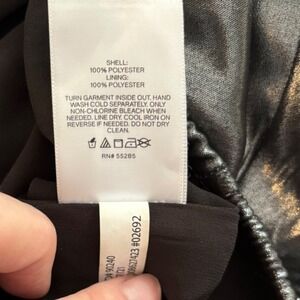 SHELL:
100% POLYESTER
LINING:
100% POLYESTER
TURN GARMENT INSIDE OUT. HAND
WASH COLD SEPARATELY. ONLY
NON-CHLORINE BLEACH WHEN
NEEDED. LINE DRY. COOL IRON ON
REVERSE IF NEEDED. DO NOT DRY
CLEAN.
RN# 55285
#02692